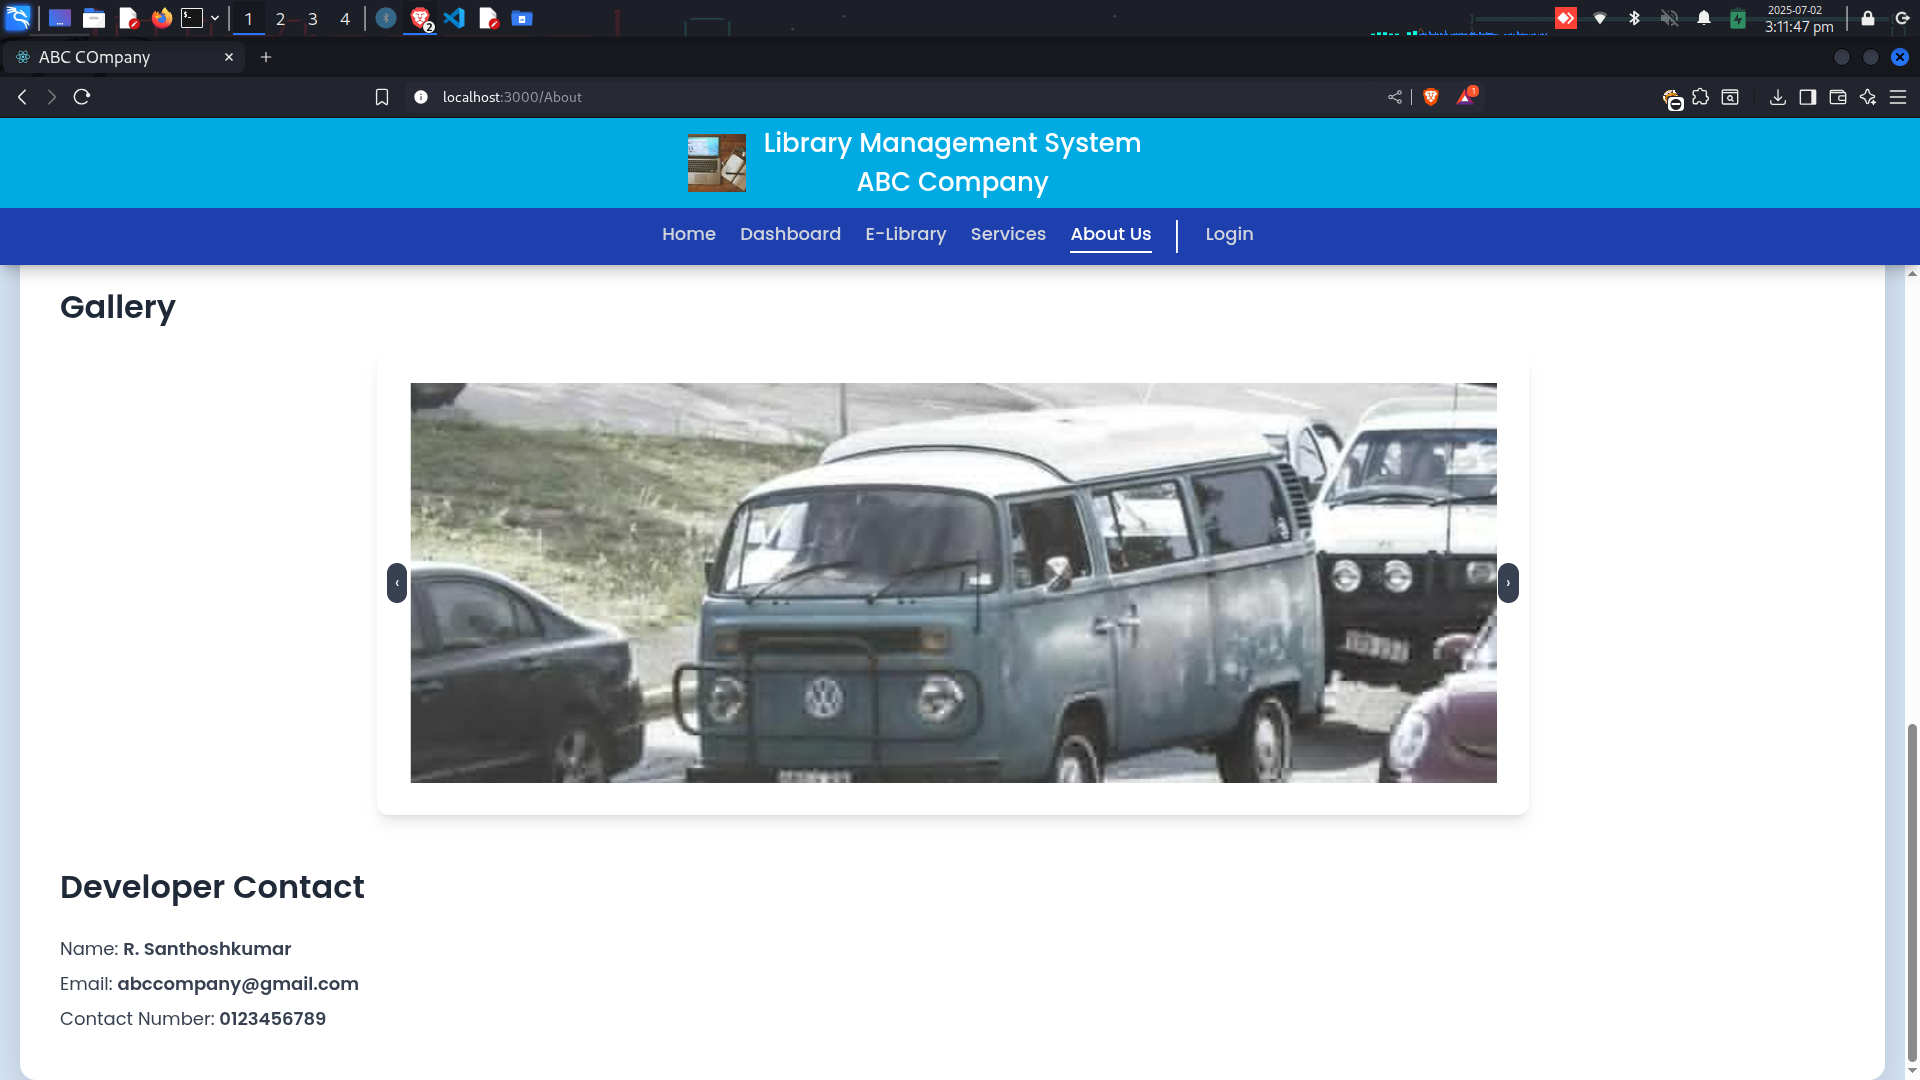 1 2 3 4
2
2025-07-02
3:11:47 pm
ABC COmpany
localhost:3000/About
1
Library Management System
ABC Company
Home Dashboard E-Library Services About Us Login
Gallery
‹ ›
Developer Contact
Name: R. Santhoshkumar
Email: abccompany@gmail.com
Contact Number: 0123456789